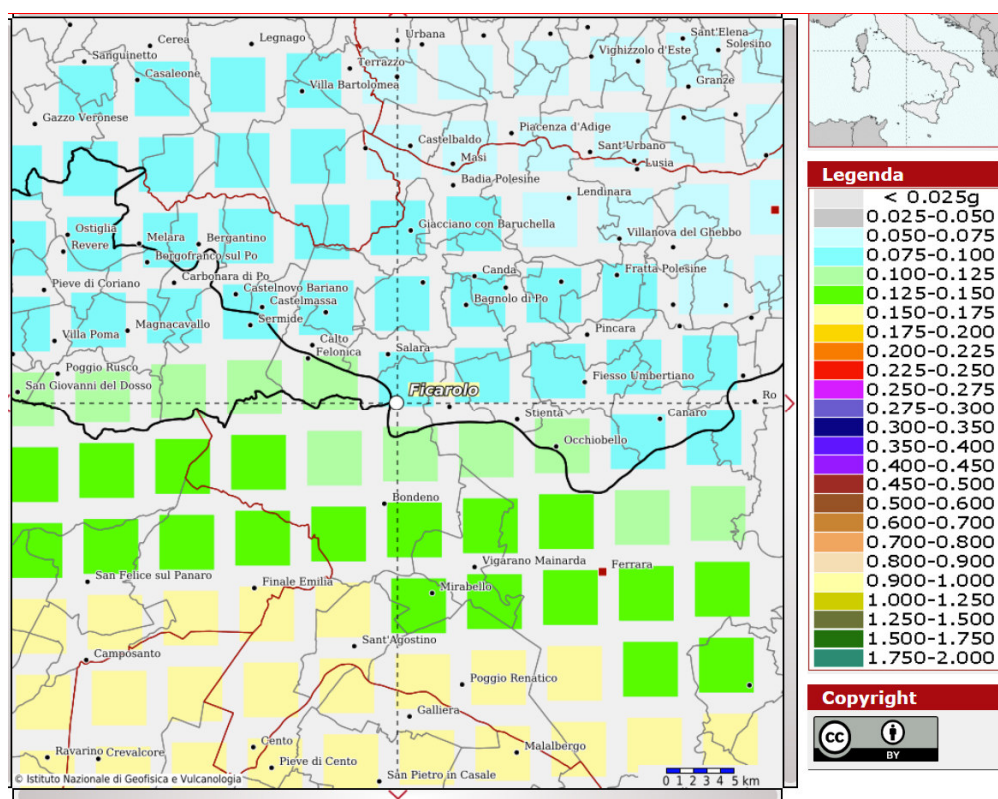 Urbana
Sant'Elena
Cerea
Legnago
Solesino
Sanguinetto
Vighizzolo d'Este
Terrazzo
Casaleone
Granze
Villa Bartolomea
Gazzo Veronese
Piacenza d'Adige
Castelbaldo
Sant'Urbano
Masi
Lusia
Badia Polesine
Lendinara
Ostiglia
Giacciano con Baruchella
Melara
Bergantino
Villanova del Ghebbo
Revere
Borgofranco sul Po
Carbonara di Po
Canda
Fratta Polesine
Pieve di Coriano
Castelnovo Bariano
Castelmassa
Bagnolo di Po
Magnacavallo
Sermide
Villa Poma
Pincara
Calto
Salara
Felonica
Poggio Rusco
Fiesso Umbertiano
San Giovanni del Dosso
Ficarolo
Ro
Stienta
Canaro
Occhiobello
Bondeno
Vigarano Mainarda
Ferrara
San Felice sul Panaro
Finale Emilia
Mirabello
Sant'Agostino
Camposanto
Poggio Renatico
Galliera
Cento
Malalbergo
Ravarino
Crevalcore
Pieve di Cento
San Pietro in Casale
© Istituto Nazionale di Geofisica e Vulcanologia
0 1 2 3 4 5 km
Legenda
< 0.025g
0.025-0.050
0.050-0.075
0.075-0.100
0.100-0.125
0.125-0.150
0.150-0.175
0.175-0.200
0.200-0.225
0.225-0.250
0.250-0.275
0.275-0.300
0.300-0.350
0.350-0.400
0.400-0.450
0.450-0.500
0.500-0.600
0.600-0.700
0.700-0.800
0.800-0.900
0.900-1.000
1.000-1.250
1.250-1.500
1.500-1.750
1.750-2.000
Copyright
cc
BY